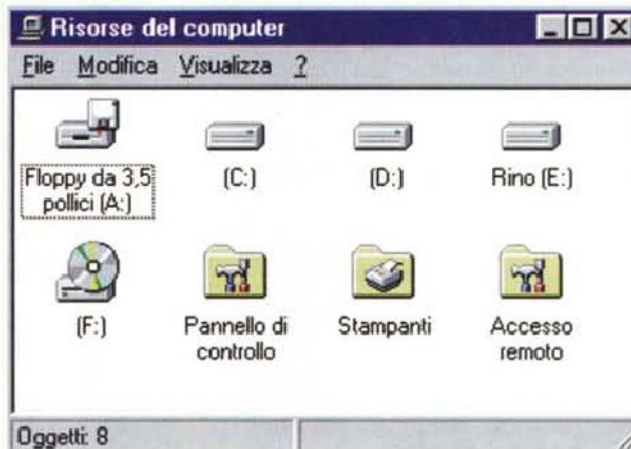 Risorse del computer
File Modifica Visualizza ?
Floppy da 3,5
pollici (A:)
(C:)
(D:)
Rino (E:)
(F:)
Pannello di
controllo
Stampanti
Accesso
remoto
Oggetti: 8